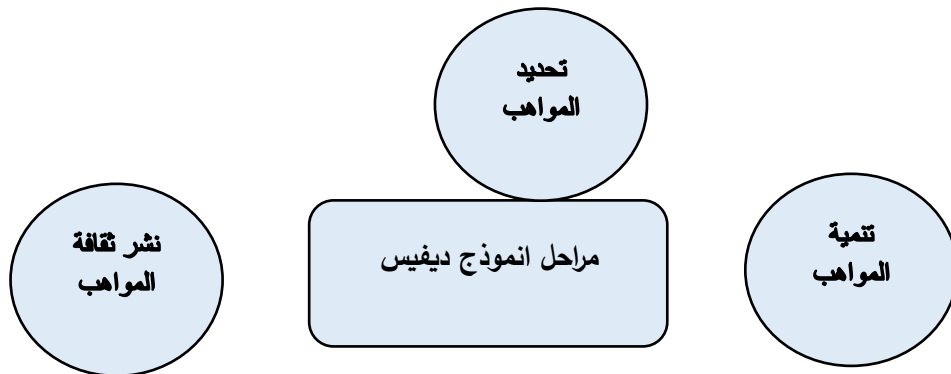 تحديد
المواهب
تنمية
المواهب
مراحل انموذج ديفيس
نشر ثقافة
المواهب